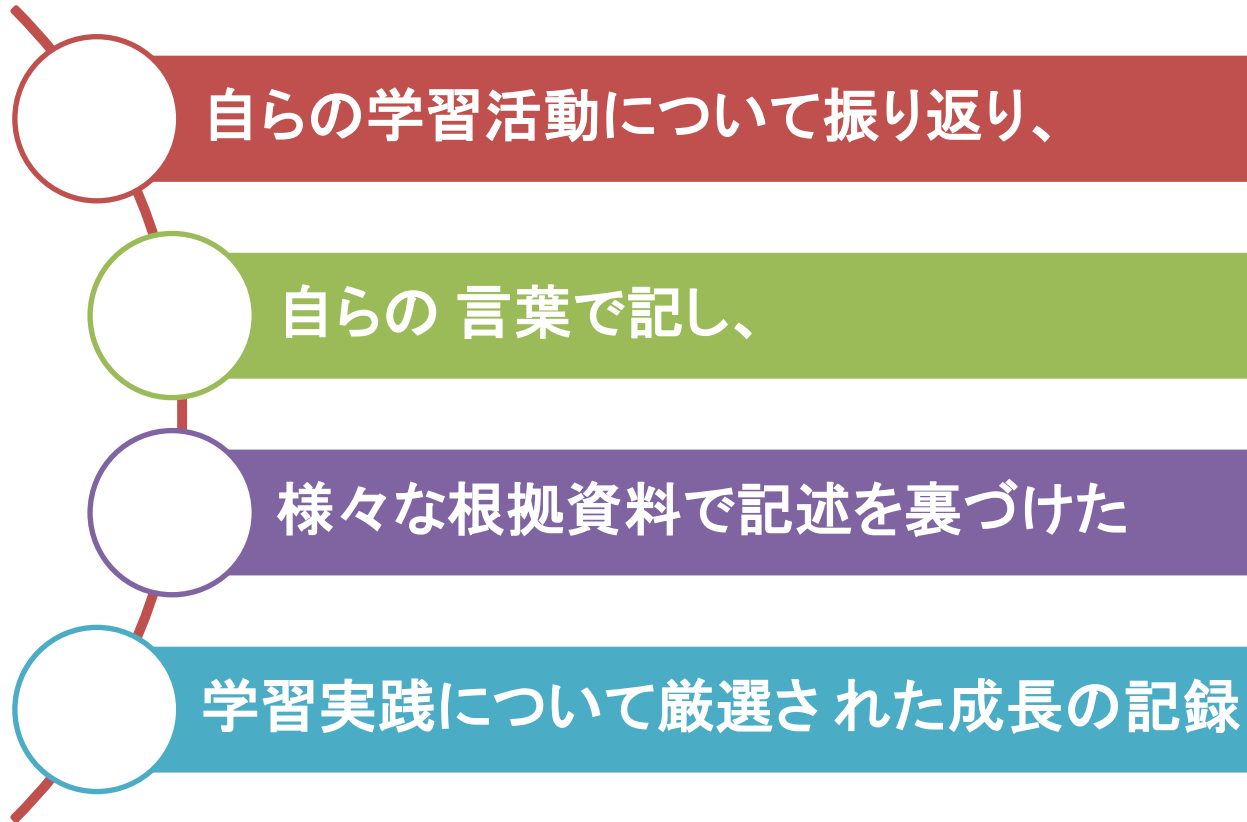 自らの学習活動について振り返り、
自らの 言葉で記し、
様々な根拠資料で記述を裏づけた
学習実践について厳選さ れた成長の記録